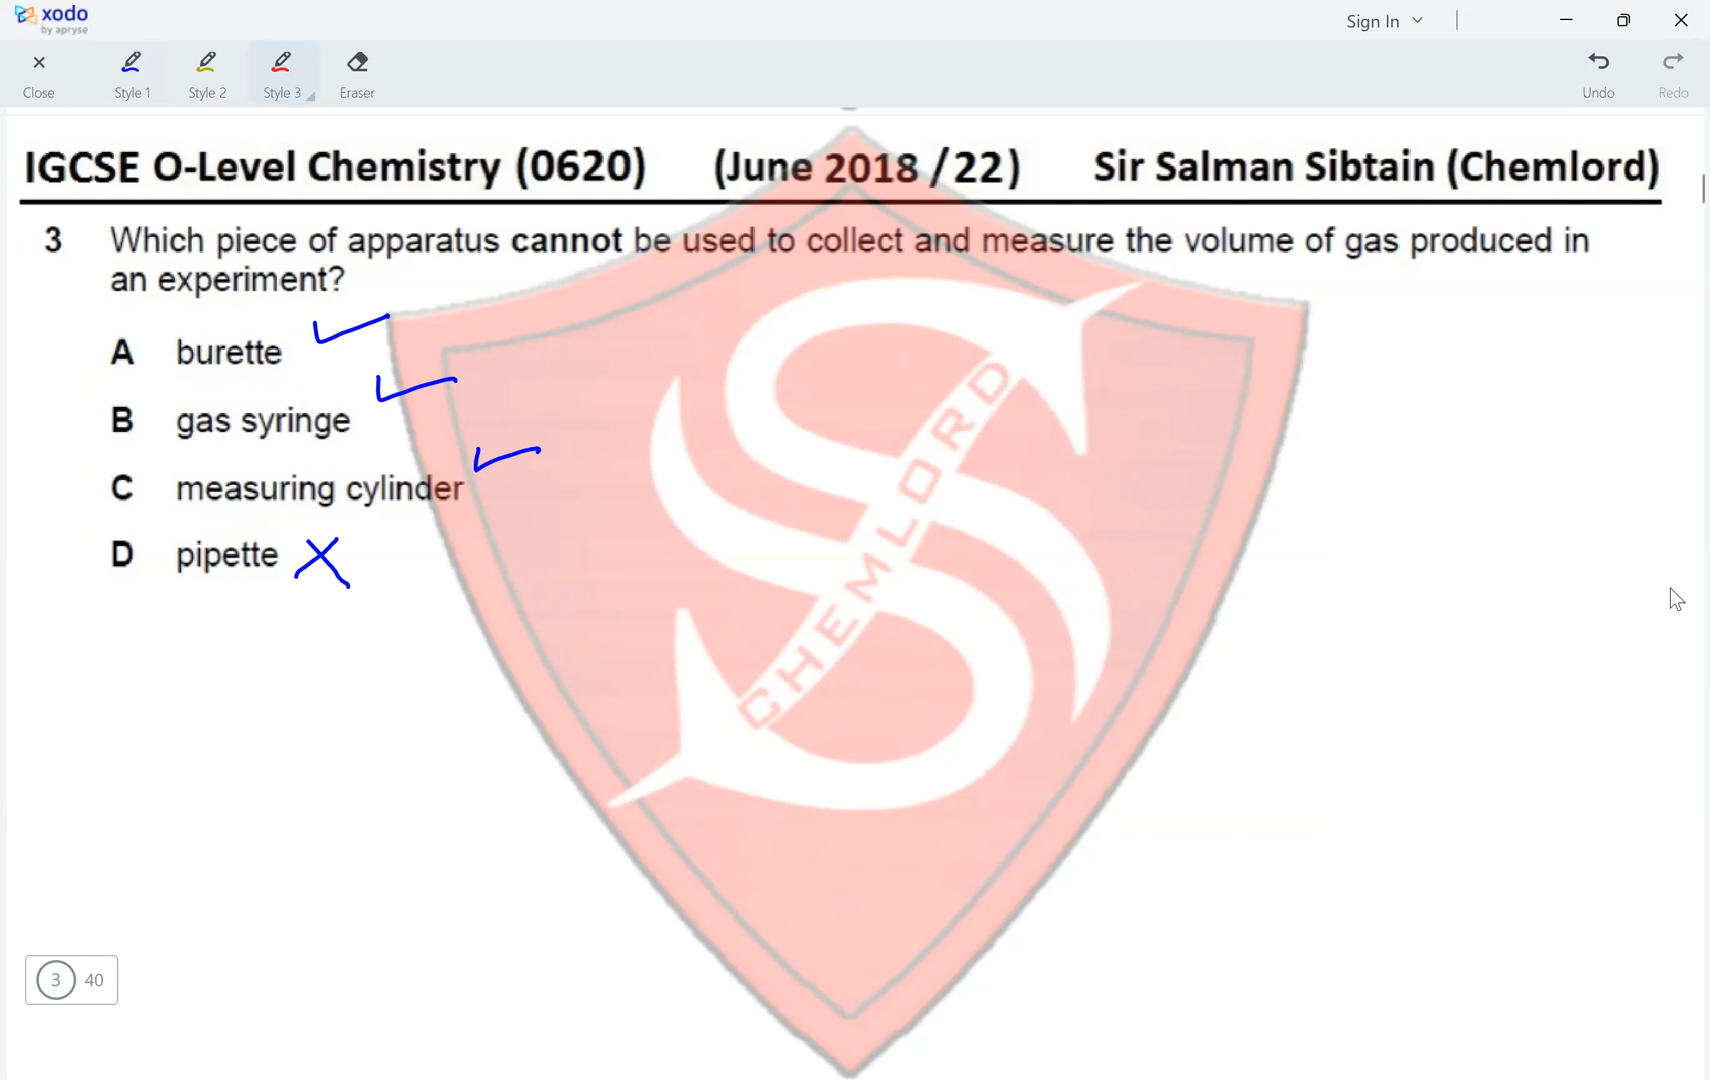 xodo
by apryse
Sign In
Close
Style 1
Style 2
Style 3
Eraser
Undo
Redo
IGCSE O-Level Chemistry (0620) (June 2018 /22) Sir Salman Sibtain (Chemlord)
3 Which piece of apparatus cannot be used to collect and measure the volume of gas produced in
an experiment?
A burette
B gas syringe
C measuring cylinder
D pipette
CHEMLORD
3 40